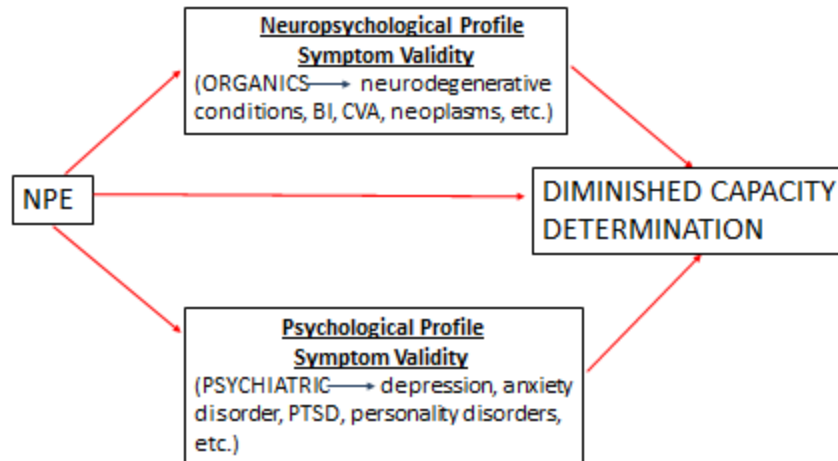 Neuropsychological Profile
Symptom Validity
(ORGANICS → neurodegenerative
conditions, BI, CVA, neoplasms, etc.)
NPE
DIMINISHED CAPACITY
DETERMINATION
Psychological Profile
Symptom Validity
(PSYCHIATRIC → depression, anxiety
disorder, PTSD, personality disorders,
etc.)